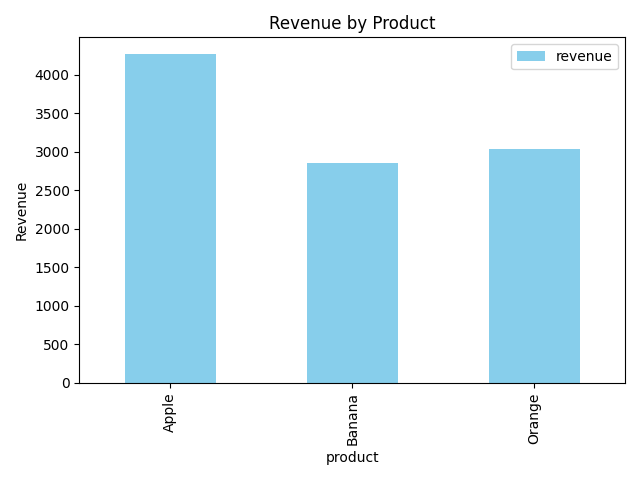 Revenue by Product
revenue
Revenue
4000
3500
3000
2500
2000
1500
1000
500
0
Apple
Banana
Orange
product